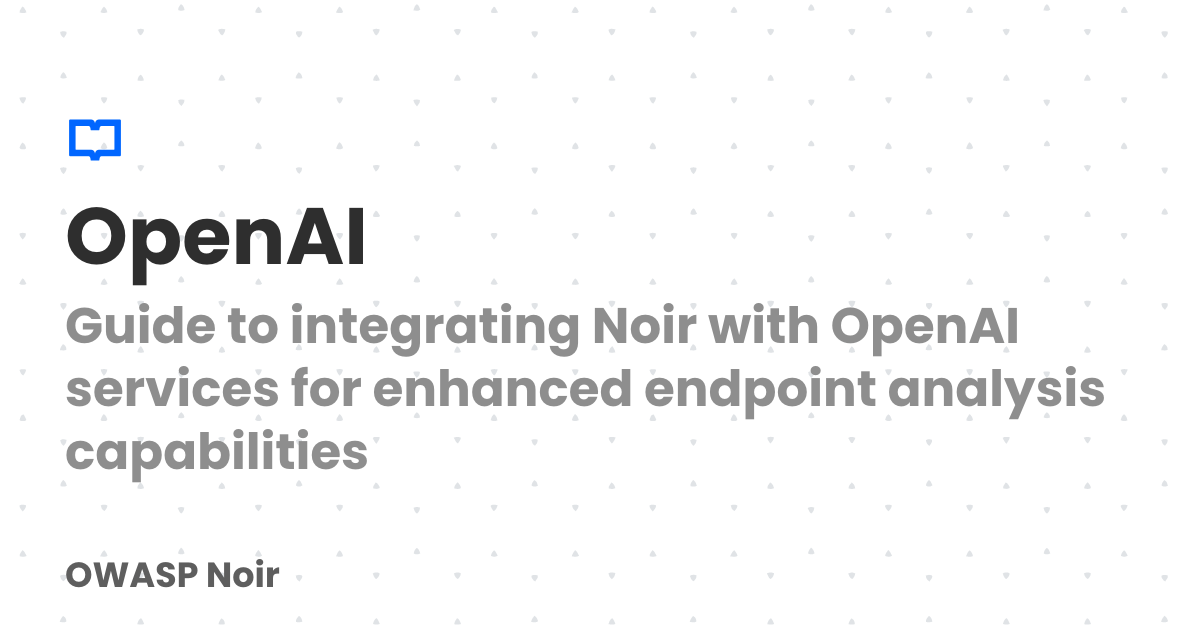 OpenAI
Guide to integrating Noir with OpenAI
services for enhanced endpoint analysis
capabilities
OWASP Noir